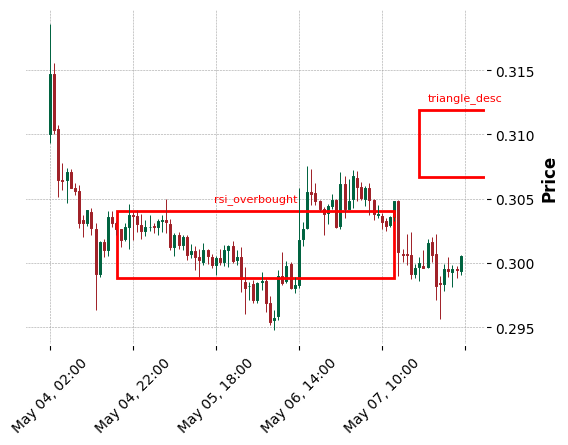 triangle_desc
rsi_overbought
0.315
0.310
0.305
0.300
0.295
Price
May 04, 02:00
May 04, 22:00
May 05, 18:00
May 06, 14:00
May 07, 10:00